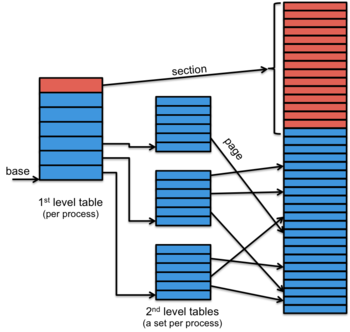 section
page
base
1st level table
(per process)
2nd level tables
(a set per process)